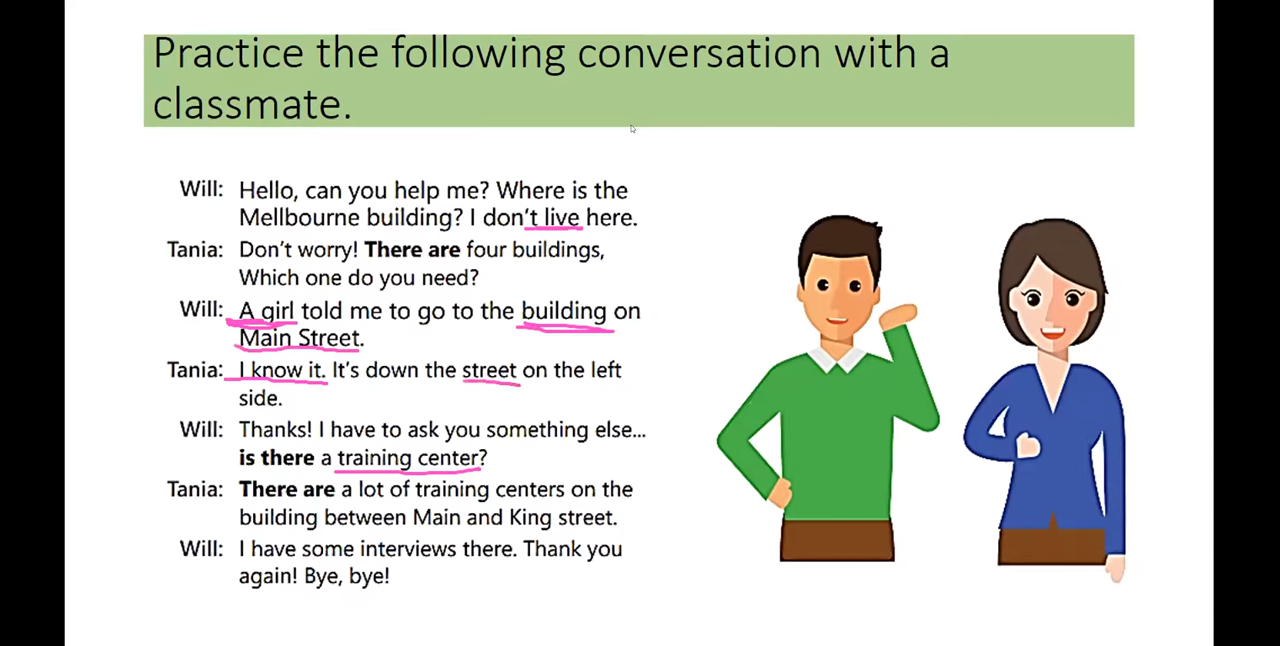 Practice the following conversation with a
classmate.
Will: Hello, can you help me? Where is the
Mellbourne building? I don't live here.
Tania: Don't worry! There are four buildings,
Which one do you need?
Will: A girl told me to go to the building on
Main Street.
Tania: I know it. It's down the street on the left
side.
Will: Thanks! I have to ask you something else...
is there a training center?
Tania: There are a lot of training centers on the
building between Main and King street.
Will: I have some interviews there. Thank you
again! Bye, bye!